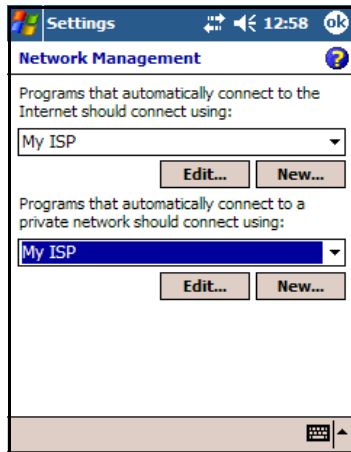 Settings 12:58 ok
Network Management ?
Programs that automatically connect to the
Internet should connect using:
My ISP
Edit... New...
Programs that automatically connect to a
private network should connect using:
My ISP
Edit... New...